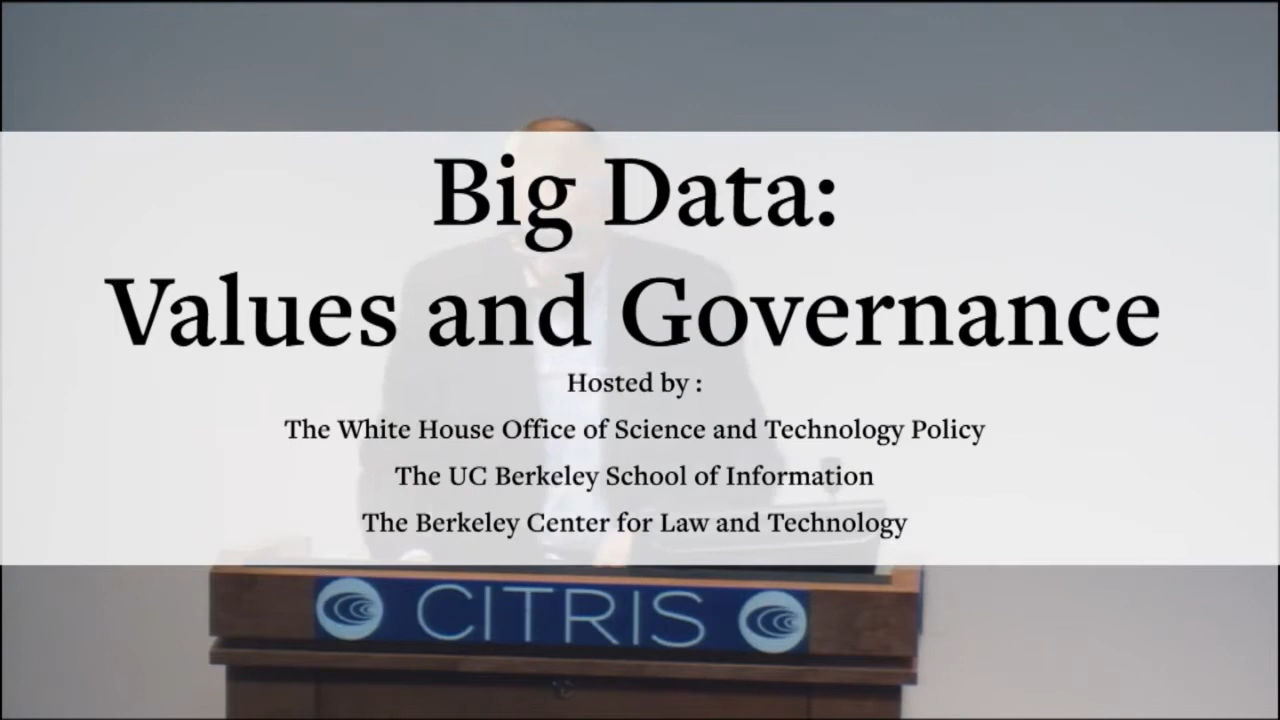 Big Data:
Values and Governance
Hosted by :
The White House Office of Science and Technology Policy
The UC Berkeley School of Information
The Berkeley Center for Law and Technology
CITRIS